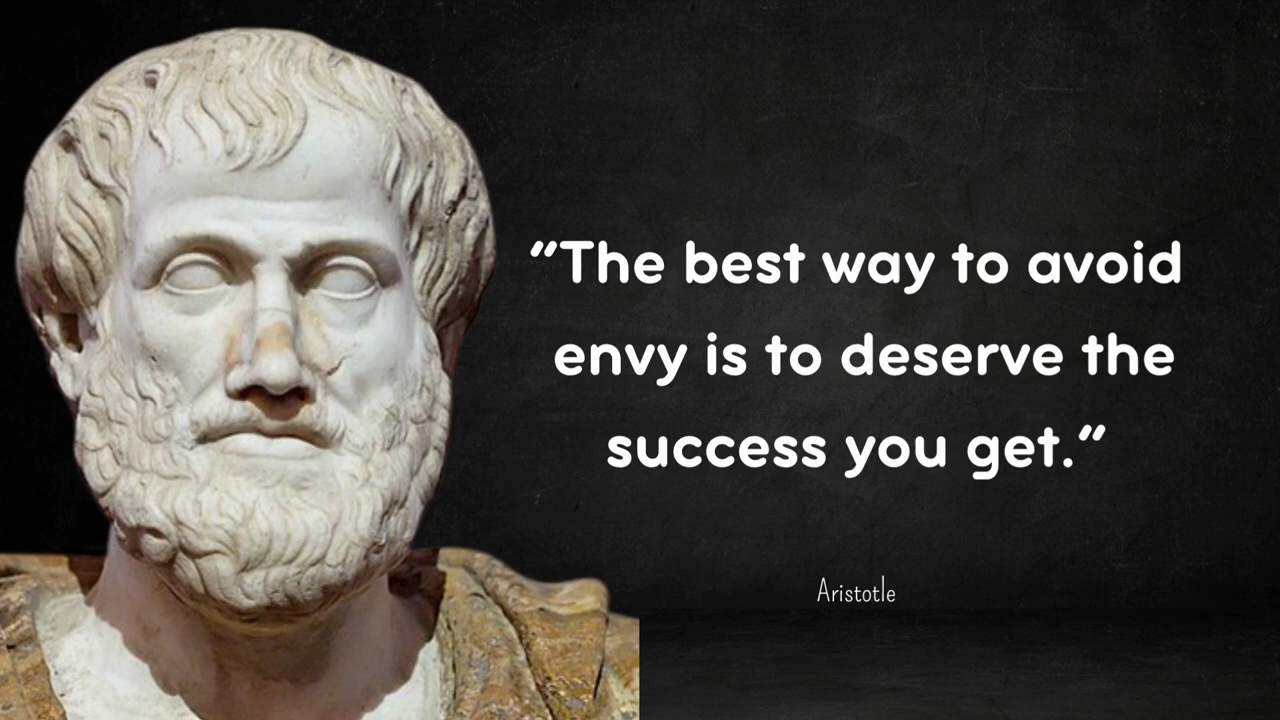 “The best way to avoid
envy is to deserve the
success you get.”
Aristotle